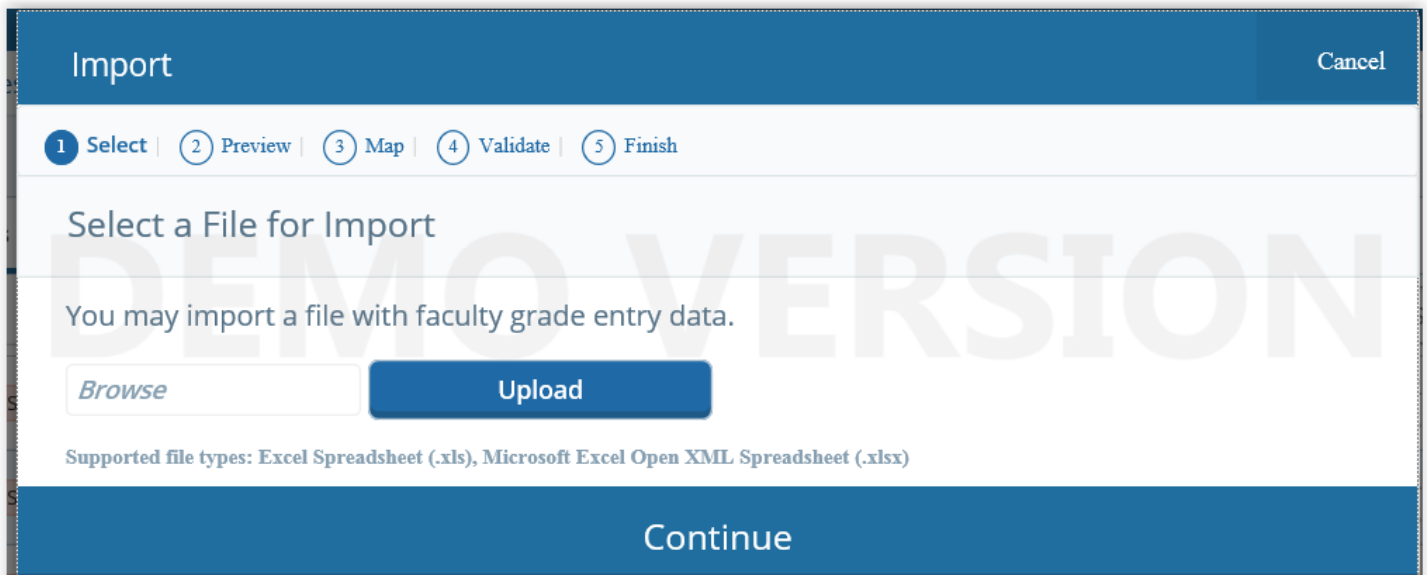 Import
Cancel
1 Select | 2 Preview | 3 Map | 4 Validate | 5 Finish
Select a File for Import
DEMO VERSION
You may import a file with faculty grade entry data.
Browse
Upload
Supported file types: Excel Spreadsheet (.xls), Microsoft Excel Open XML Spreadsheet (.xlsx)
Continue